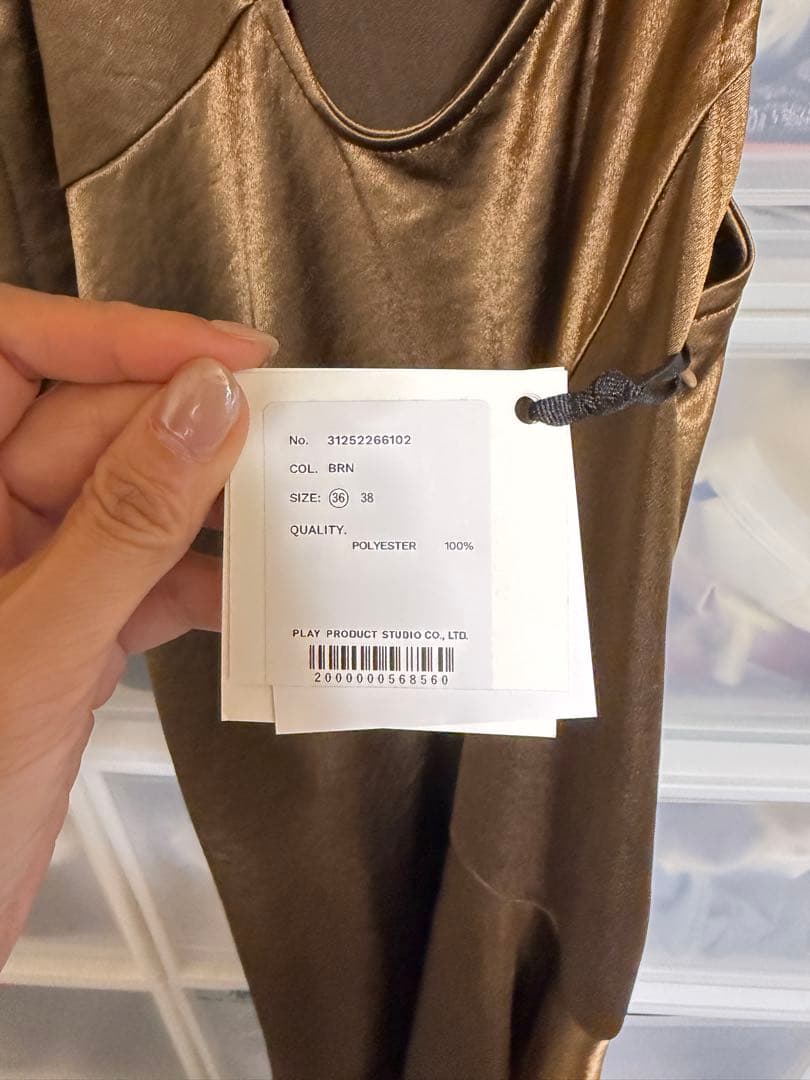 No. 31252266102
COL. BRN
SIZE: 36 38
QUALITY.
POLYESTER 100%
PLAY PRODUCT STUDIO CO., LTD.
2000000568560